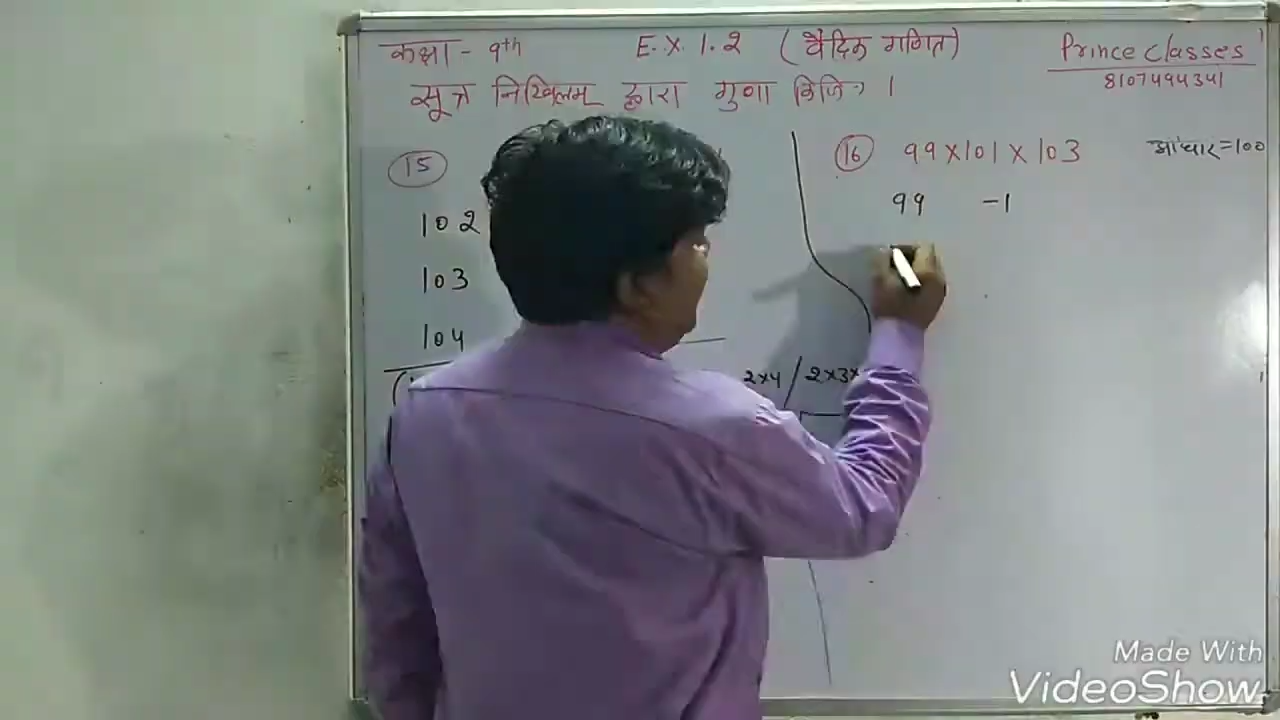 कक्षा - 9th E.X. 1.2 (वैदिक गणित)
Prince Classes
8107494341
सूत्र निखिलम् द्वारा गुणा किजिए।
15
102
103
104
2×4 / 2×3×
16 99×101×103 आधार=100
99 -1
Made With
VideoShow